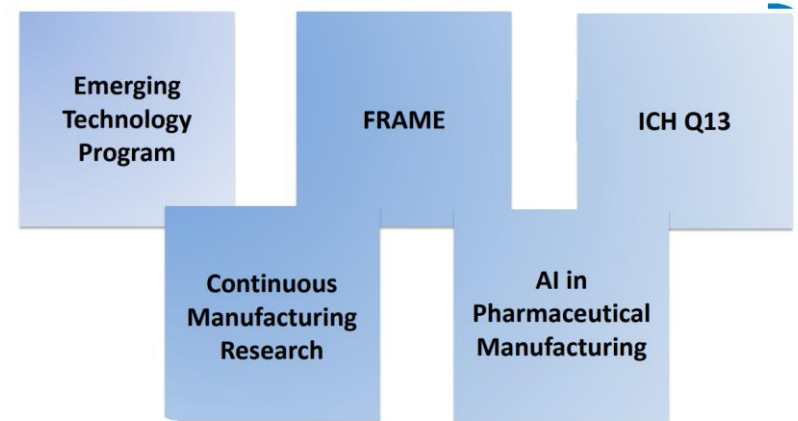 Emerging
Technology
Program
FRAME
ICH Q13
Continuous
Manufacturing
Research
AI in
Pharmaceutical
Manufacturing